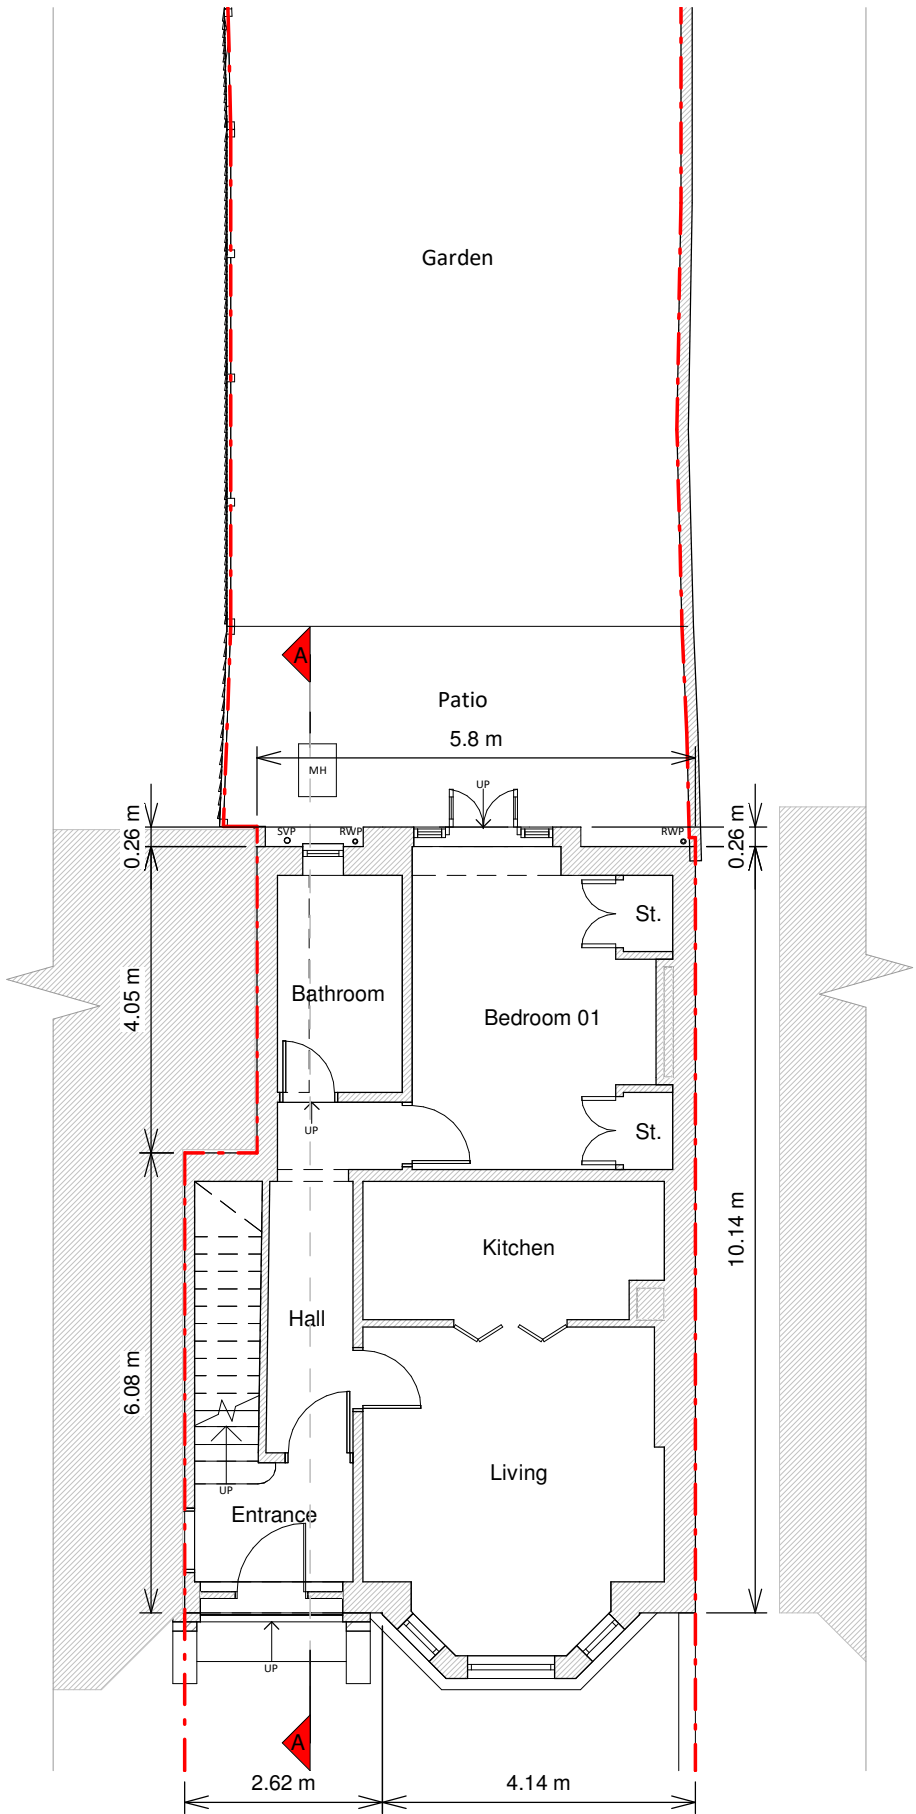 Garden
A
Patio
5.8 m
MH
UP
0.26 m
SVP
RWP
RWP
0.26 m
St.
Bathroom
Bedroom 01
4.05 m
UP
St.
10.14 m
Kitchen
Hall
6.08 m
Living
UP
Entrance
UP
A
2.62 m
4.14 m